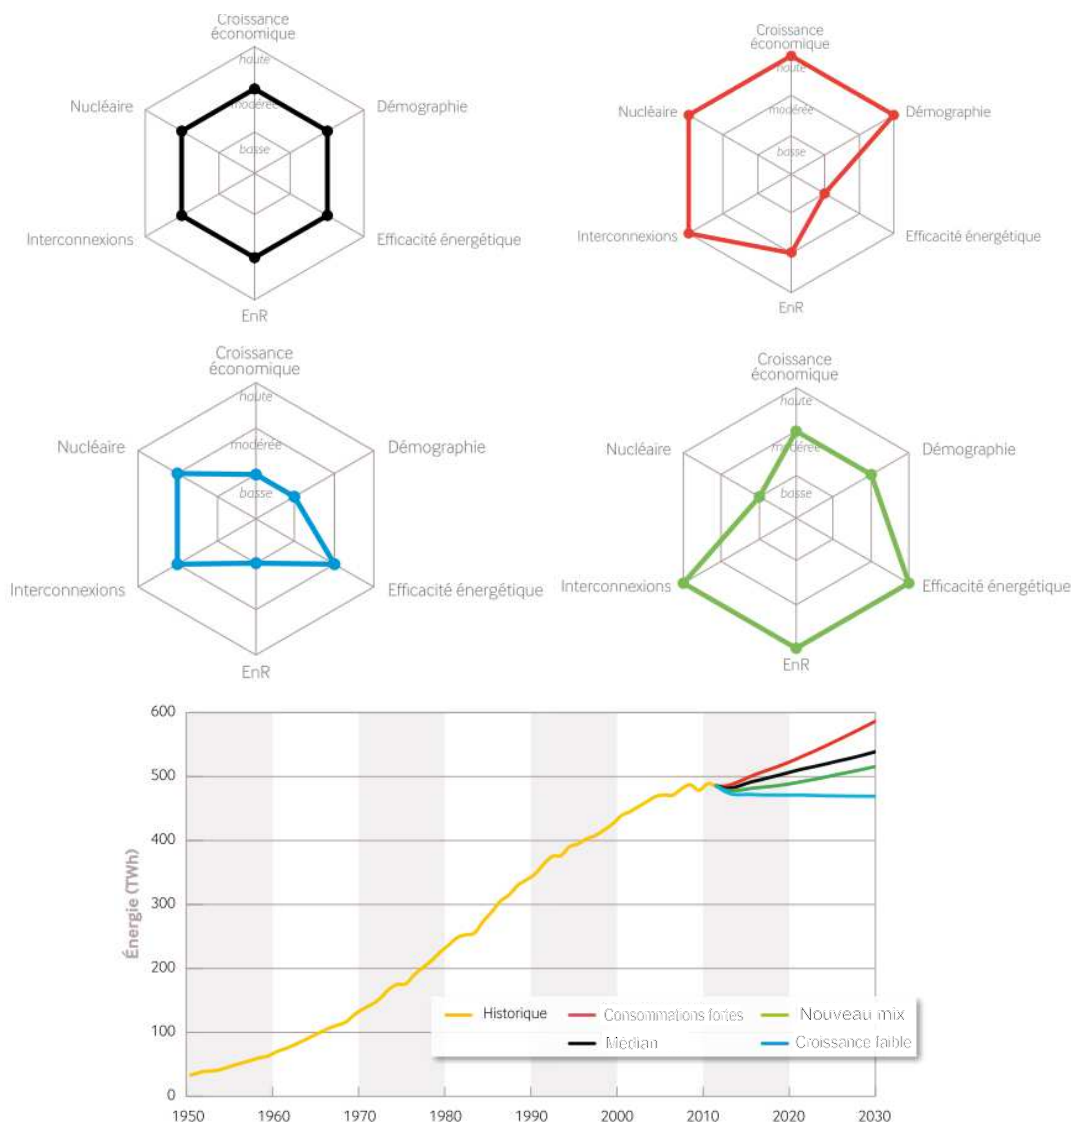 Croissance
économique
haute
Nucléaire
modérée
Démographie
basse
Interconnexions
Efficacité énergétique
EnR
Croissance
économique
haute
Nucléaire
modérée
Démographie
basse
Interconnexions
Efficacité énergétique
EnR
Croissance
économique
haute
Nucléaire
modérée
Démographie
basse
Interconnexions
Efficacité énergétique
EnR
Croissance
économique
haute
Nucléaire
modérée
Démographie
basse
Interconnexions
Efficacité énergétique
EnR
Énergie (TWh)
600
500
400
300
200
100
0
Historique
Consommations fortes
Nouveau mix
Médian
Croissance faible
1950 1960 1970 1980 1990 2000 2010 2020 2030